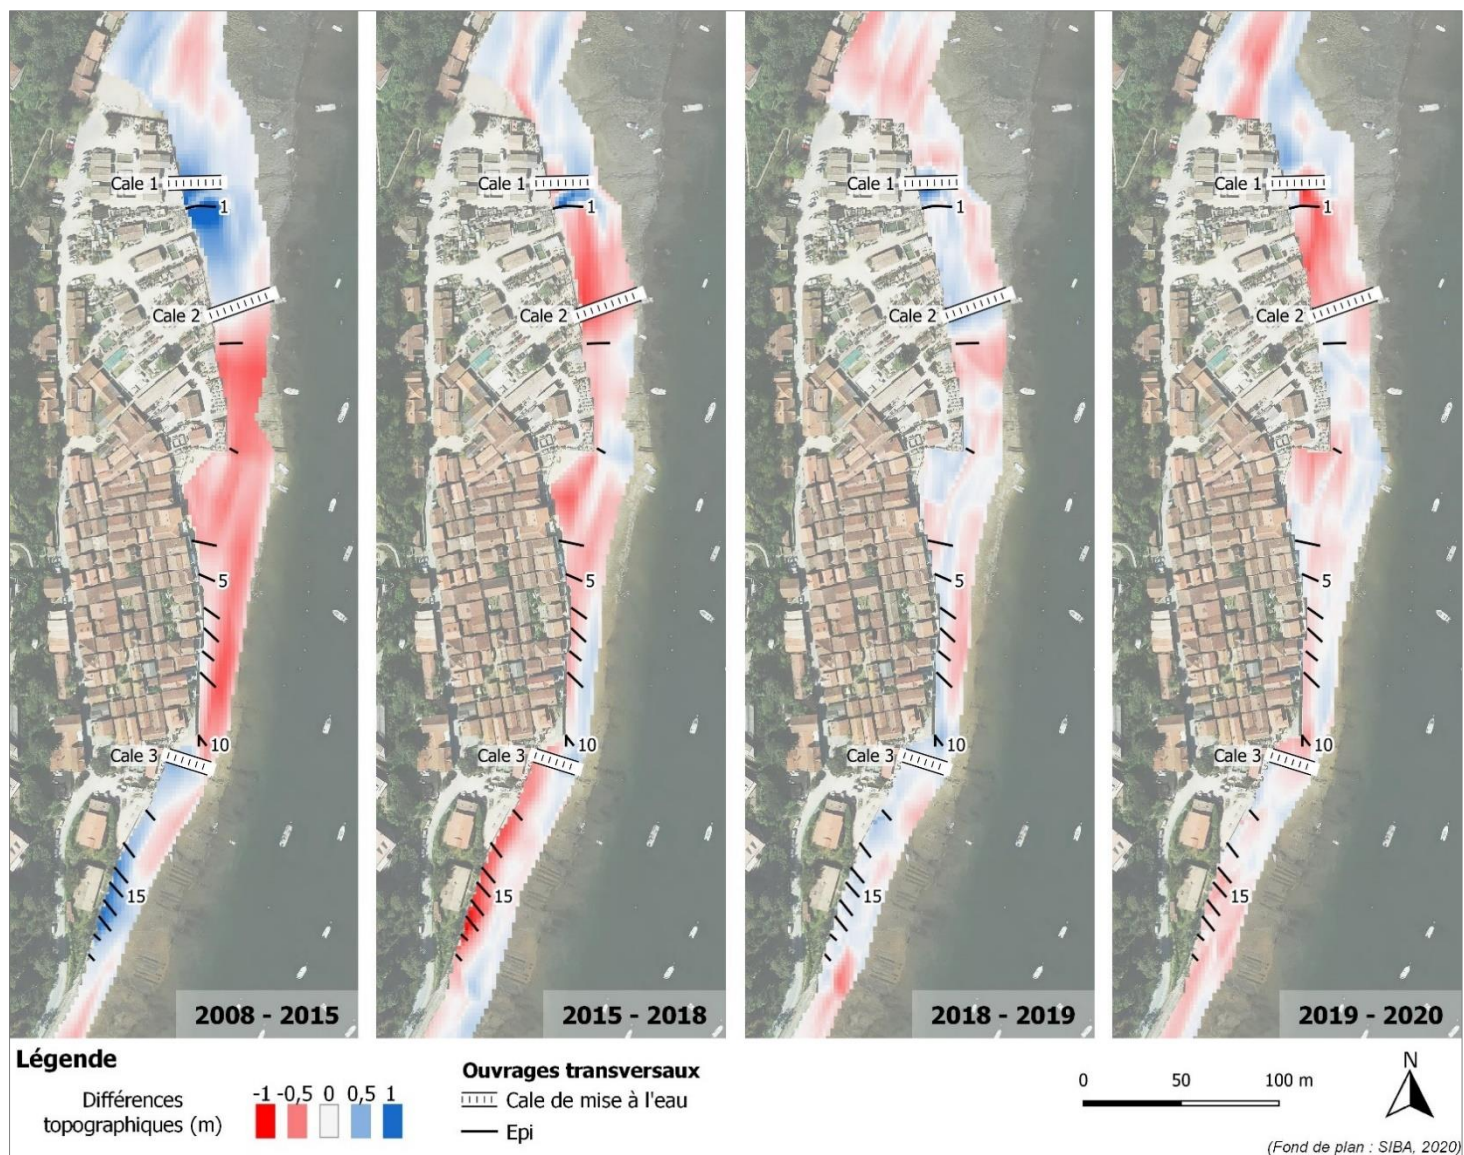 Cale 1
1
Cale 2
5
10
Cale 3
15
2008 - 2015
Cale 1
1
Cale 2
5
10
Cale 3
15
2015 - 2018
Cale 1
1
Cale 2
5
10
Cale 3
15
2018 - 2019
Cale 1
1
Cale 2
5
10
Cale 3
15
2019 - 2020
Légende
Différences
topographiques (m)
-1 -0,5 0 0,5 1
Ouvrages transversaux
Cale de mise à l'eau
Epi
0 50 100 m
N
(Fond de plan : SIBA, 2020)